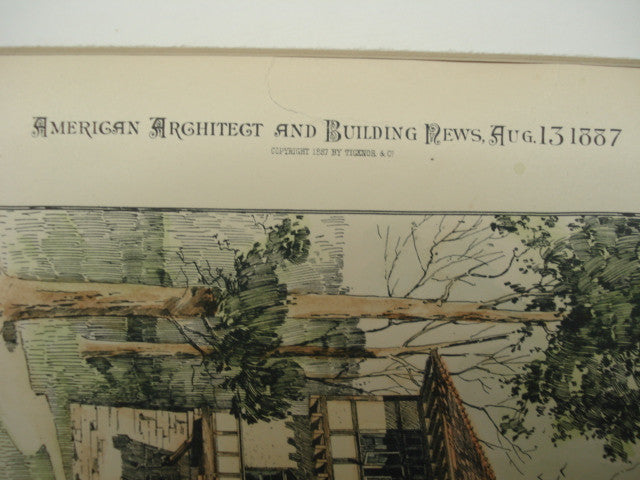 American Architect and Building News, Aug. 13 1887
COPYRIGHT 1887 BY TICKNOR & Co